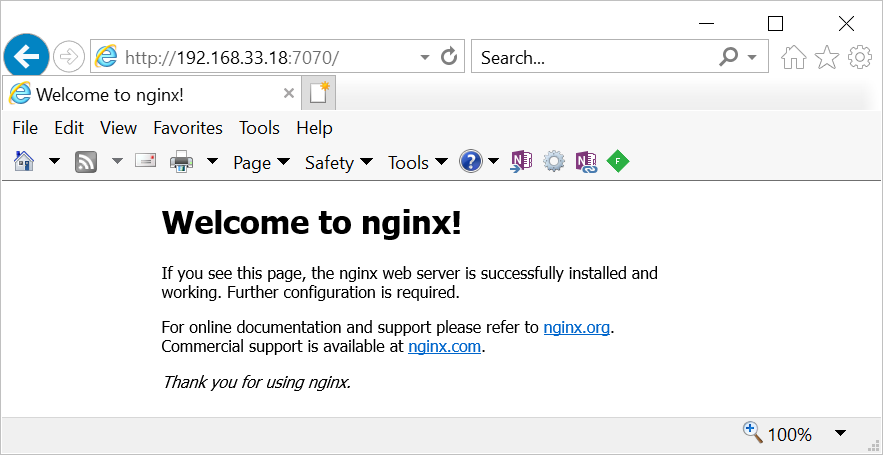 http://192.168.33.18:7070/
Search...
Welcome to nginx!
File Edit View Favorites Tools Help
Page Safety Tools
Welcome to nginx!
If you see this page, the nginx web server is successfully installed and
working. Further configuration is required.
For online documentation and support please refer to nginx.org.
Commercial support is available at nginx.com.
Thank you for using nginx.
100%